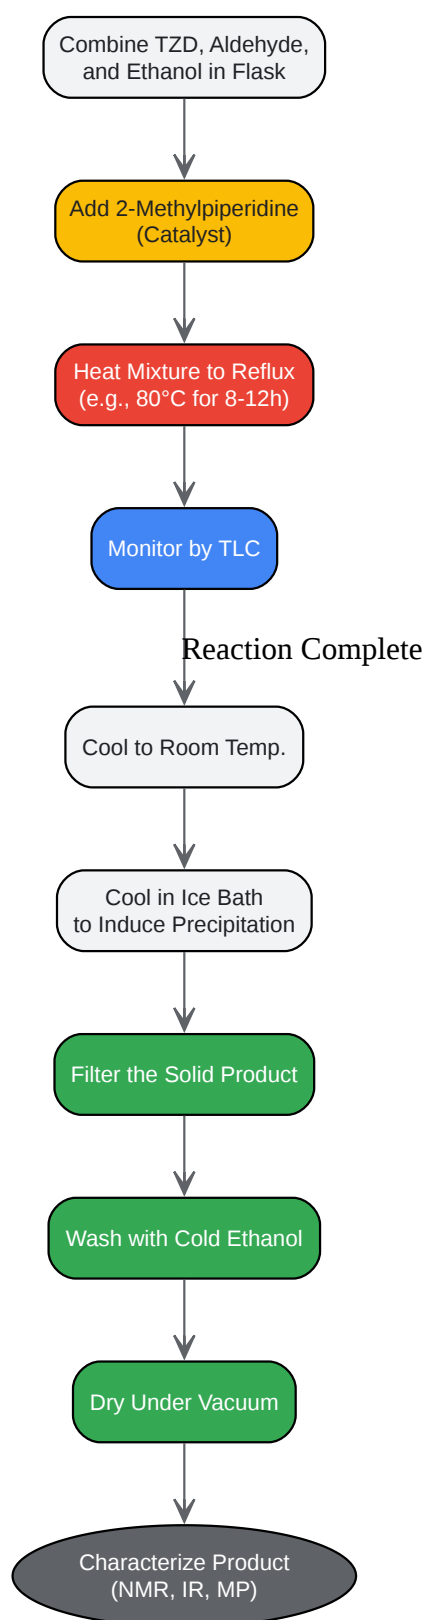 Combine TZD, Aldehyde,
and Ethanol in Flask
Add 2-Methylpiperidine
(Catalyst)
Heat Mixture to Reflux
(e.g., 80°C for 8-12h)
Monitor by TLC
Reaction Complete
Cool to Room Temp.
Cool in Ice Bath
to Induce Precipitation
Filter the Solid Product
Wash with Cold Ethanol
Dry Under Vacuum
Characterize Product
(NMR, IR, MP)